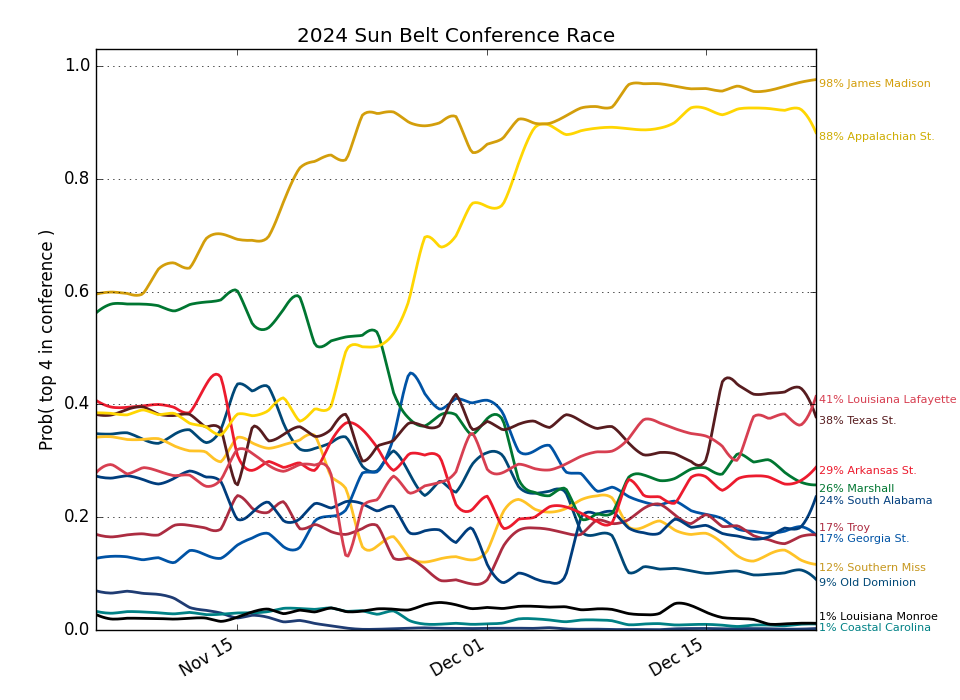 2024 Sun Belt Conference Race
Prob( top 4 in conference )
1.0
0.8
0.6
0.4
0.2
0.0
Nov 15
Dec 01
Dec 15
98% James Madison
88% Appalachian St.
41% Louisiana Lafayette
38% Texas St.
29% Arkansas St.
26% Marshall
24% South Alabama
17% Troy
17% Georgia St.
12% Southern Miss
9% Old Dominion
1% Louisiana Monroe
1% Coastal Carolina